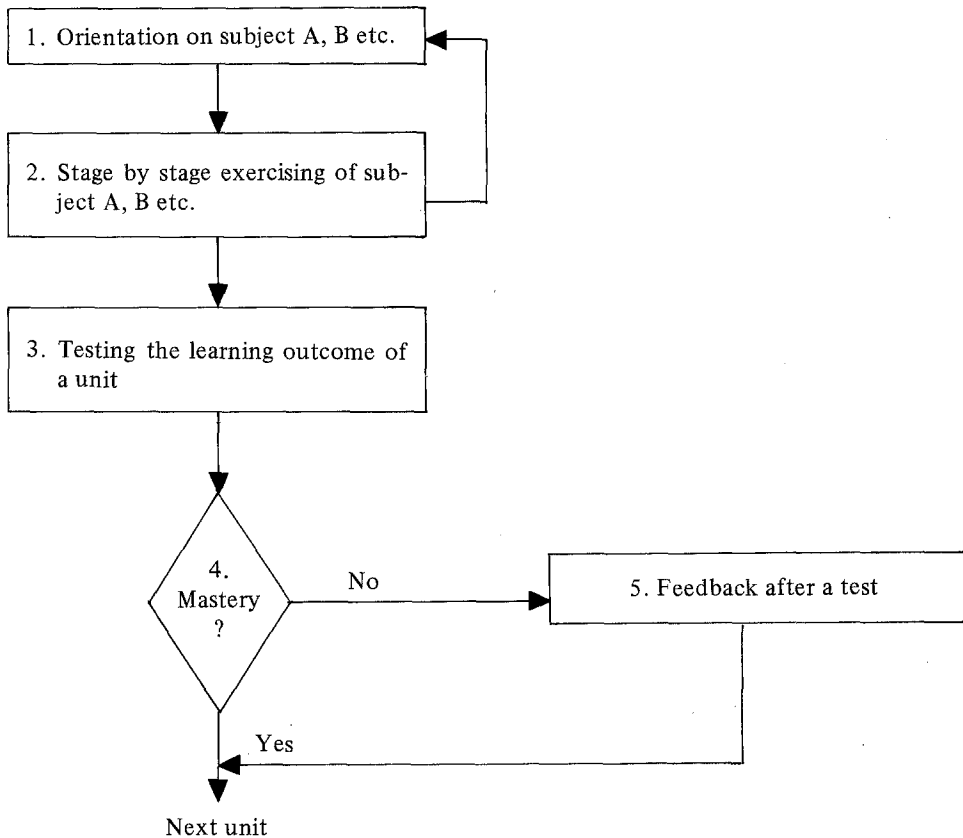 1. Orientation on subject A, B etc.
2. Stage by stage exercising of sub-
ject A, B etc.
3. Testing the learning outcome of
a unit
4.
Mastery
?
No
5. Feedback after a test
Yes
Next unit